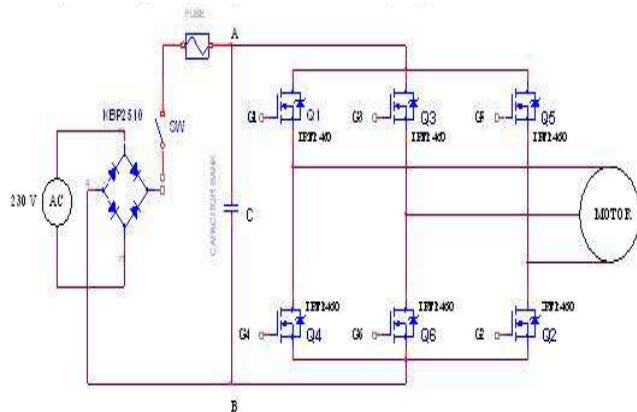 FUSE
A
KBP2510
SW
G1
Q1
G3
Q3
G5
Q5
230 V
AC
CAPACITOR BANK
C
MOTOR
G4
Q4
G6
Q6
G2
Q2
B